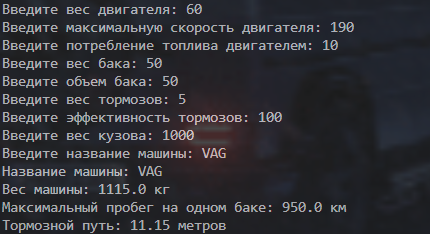 Введите вес двигателя: 60
Введите максимальную скорость двигателя: 190
Введите потребление топлива двигателем: 10
Введите вес бака: 50
Введите объем бака: 50
Введите вес тормозов: 5
Введите эффективность тормозов: 100
Введите вес кузова: 1000
Введите название машины: VAG
Название машины: VAG
Вес машины: 1115.0 кг
Максимальный пробег на одном баке: 950.0 км
Тормозной путь: 11.15 метров